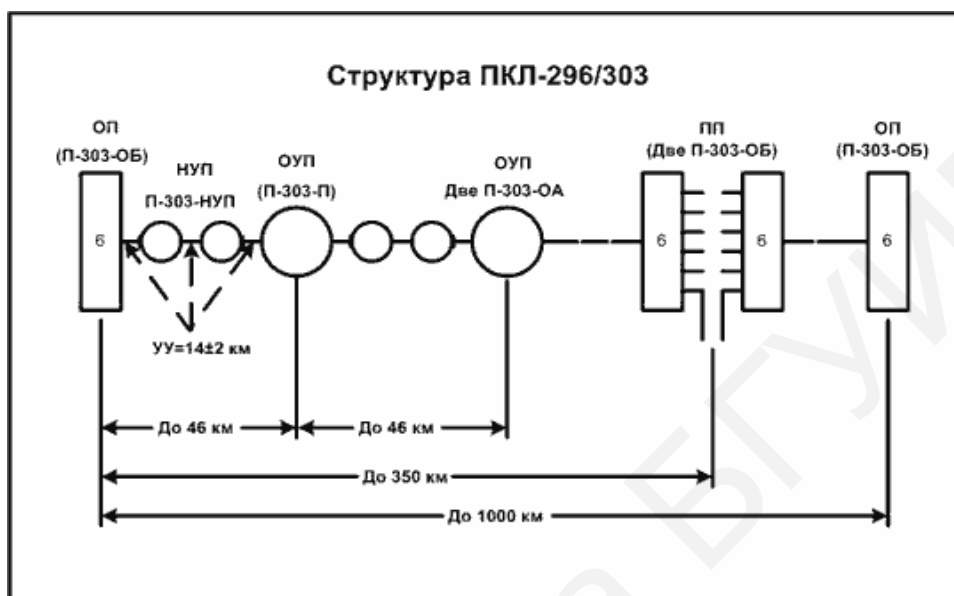 Структура ПКЛ-296/303
ОП
(П-303-ОБ)
НУП
П-303-НУП
ОУП
(П-303-П)
ОУП
Две П-303-ОА
ПП
(Две П-303-ОБ)
ОП
(П-303-ОБ)
6
6
6
6
УУ=14±2 км
До 46 км
До 46 км
До 350 км
До 1000 км
БГУИ